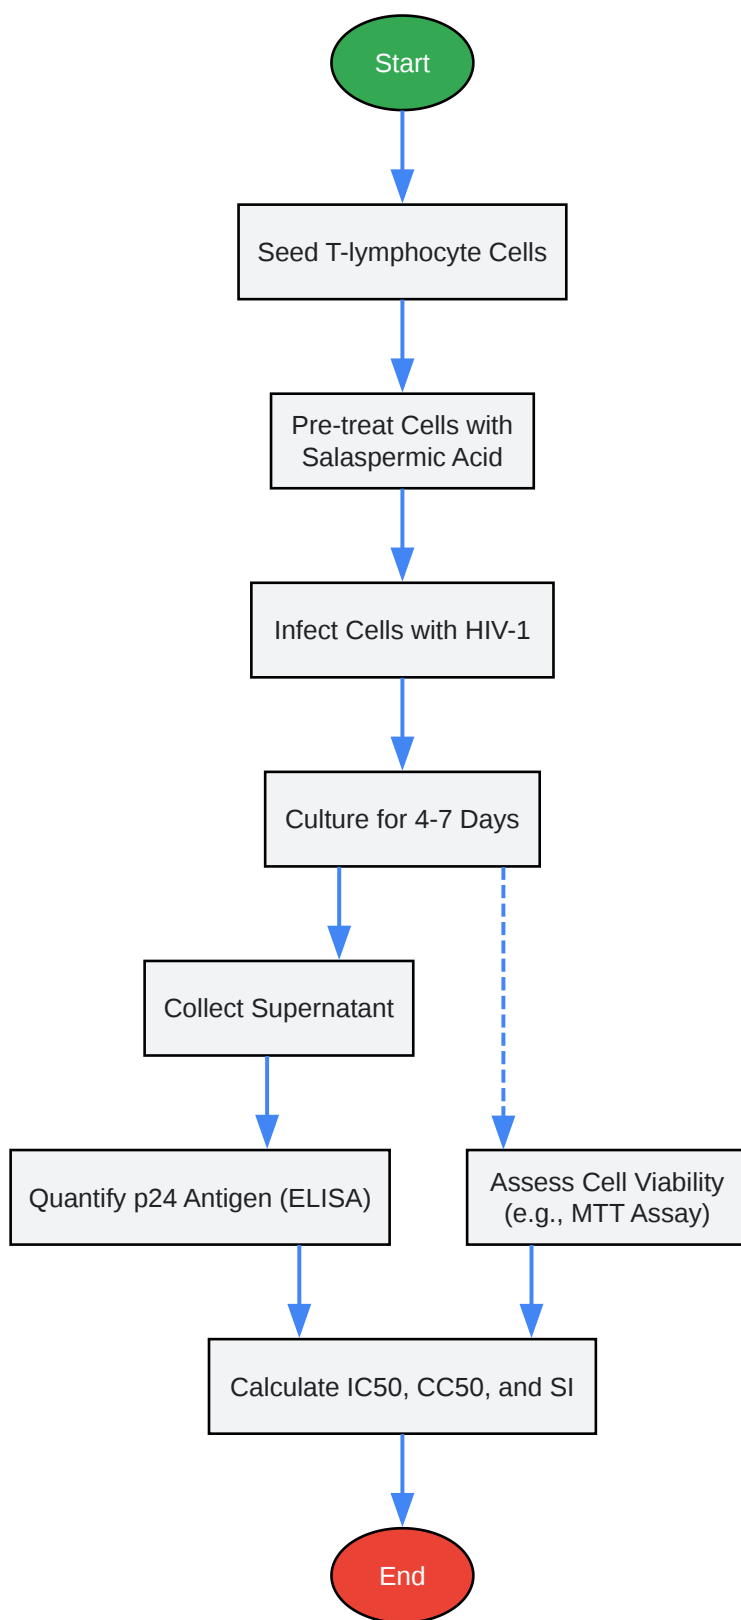 Start
Seed T-lymphocyte Cells
Pre-treat Cells with
Salaspermic Acid
Infect Cells with HIV-1
Culture for 4-7 Days
Collect Supernatant
Quantify p24 Antigen (ELISA)
Assess Cell Viability
(e.g., MTT Assay)
Calculate IC50, CC50, and SI
End